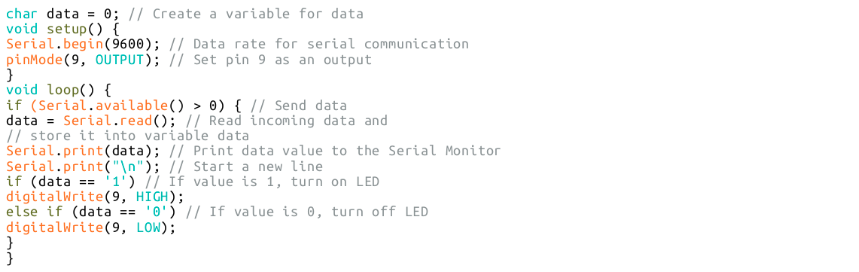 char data = 0; // Create a variable for data
void setup() {
Serial.begin(9600); // Data rate for serial communication
pinMode(9, OUTPUT); // Set pin 9 as an output
}
void loop() {
if (Serial.available() > 0) { // Send data
data = Serial.read(); // Read incoming data and
// store it into variable data
Serial.print(data); // Print data value to the Serial Monitor
Serial.print("\n"); // Start a new line
if (data == '1') // If value is 1, turn on LED
digitalWrite(9, HIGH);
else if (data == '0') // If value is 0, turn off LED
digitalWrite(9, LOW);
}
}